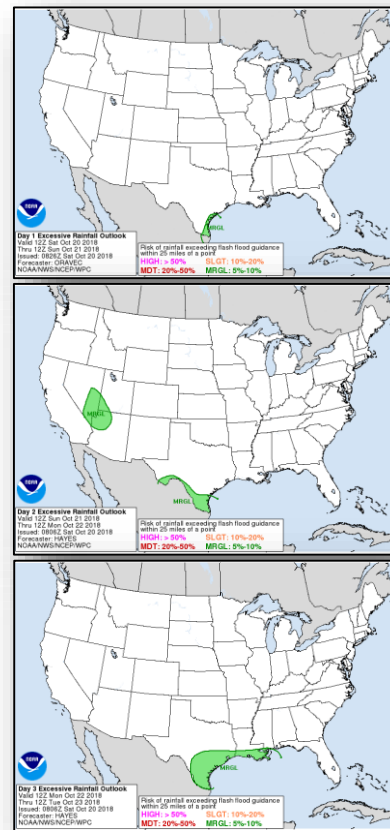 MRGL
NOAA
Day 1 Excessive Rainfall Outlook
Valid 12Z Sat Oct 20 2018
Thru 12Z Sun Oct 21 2018
Issued: 0826Z Sat Oct 20 2018
Forecaster: ORAVEC
NOAA/NWS/NCEP/WPC
Risk of rainfall exceeding flash flood guidance
within 25 miles of a point
HIGH: > 50% SLGT: 10%-20%
MDT: 20%-50% MRGL: 5%-10%
MRGL
MRGL
NOAA
Day 2 Excessive Rainfall Outlook
Valid 12Z Sun Oct 21 2018
Thru 12Z Mon Oct 22 2018
Issued: 0806Z Sat Oct 20 2018
Forecaster: HAYES
NOAA/NWS/NCEP/WPC
Risk of rainfall exceeding flash flood guidance
within 25 miles of a point
HIGH: > 50% SLGT: 10%-20%
MDT: 20%-50% MRGL: 5%-10%
MRGL
NOAA
Day 3 Excessive Rainfall Outlook
Valid 12Z Mon Oct 22 2018
Thru 12Z Tue Oct 23 2018
Issued: 0806Z Sat Oct 20 2018
Forecaster: HAYES
NOAA/NWS/NCEP/WPC
Risk of rainfall exceeding flash flood guidance
within 25 miles of a point
HIGH: > 50% SLGT: 10%-20%
MDT: 20%-50% MRGL: 5%-10%